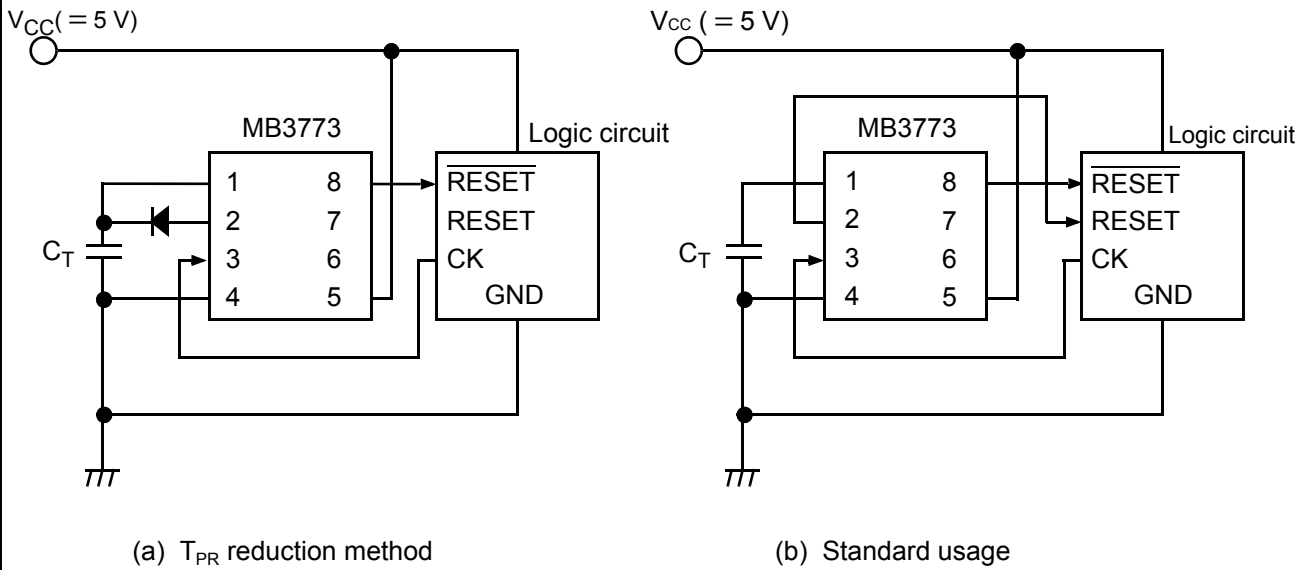 VCC( = 5 V)
MB3773
Logic circuit
1 8 RESET
2 7 RESET
CT
3 6 CK
4 5 GND
(a) TPR reduction method
Vcc ( = 5 V)
MB3773
Logic circuit
1 8 RESET
2 7 RESET
CT
3 6 CK
4 5 GND
(b) Standard usage